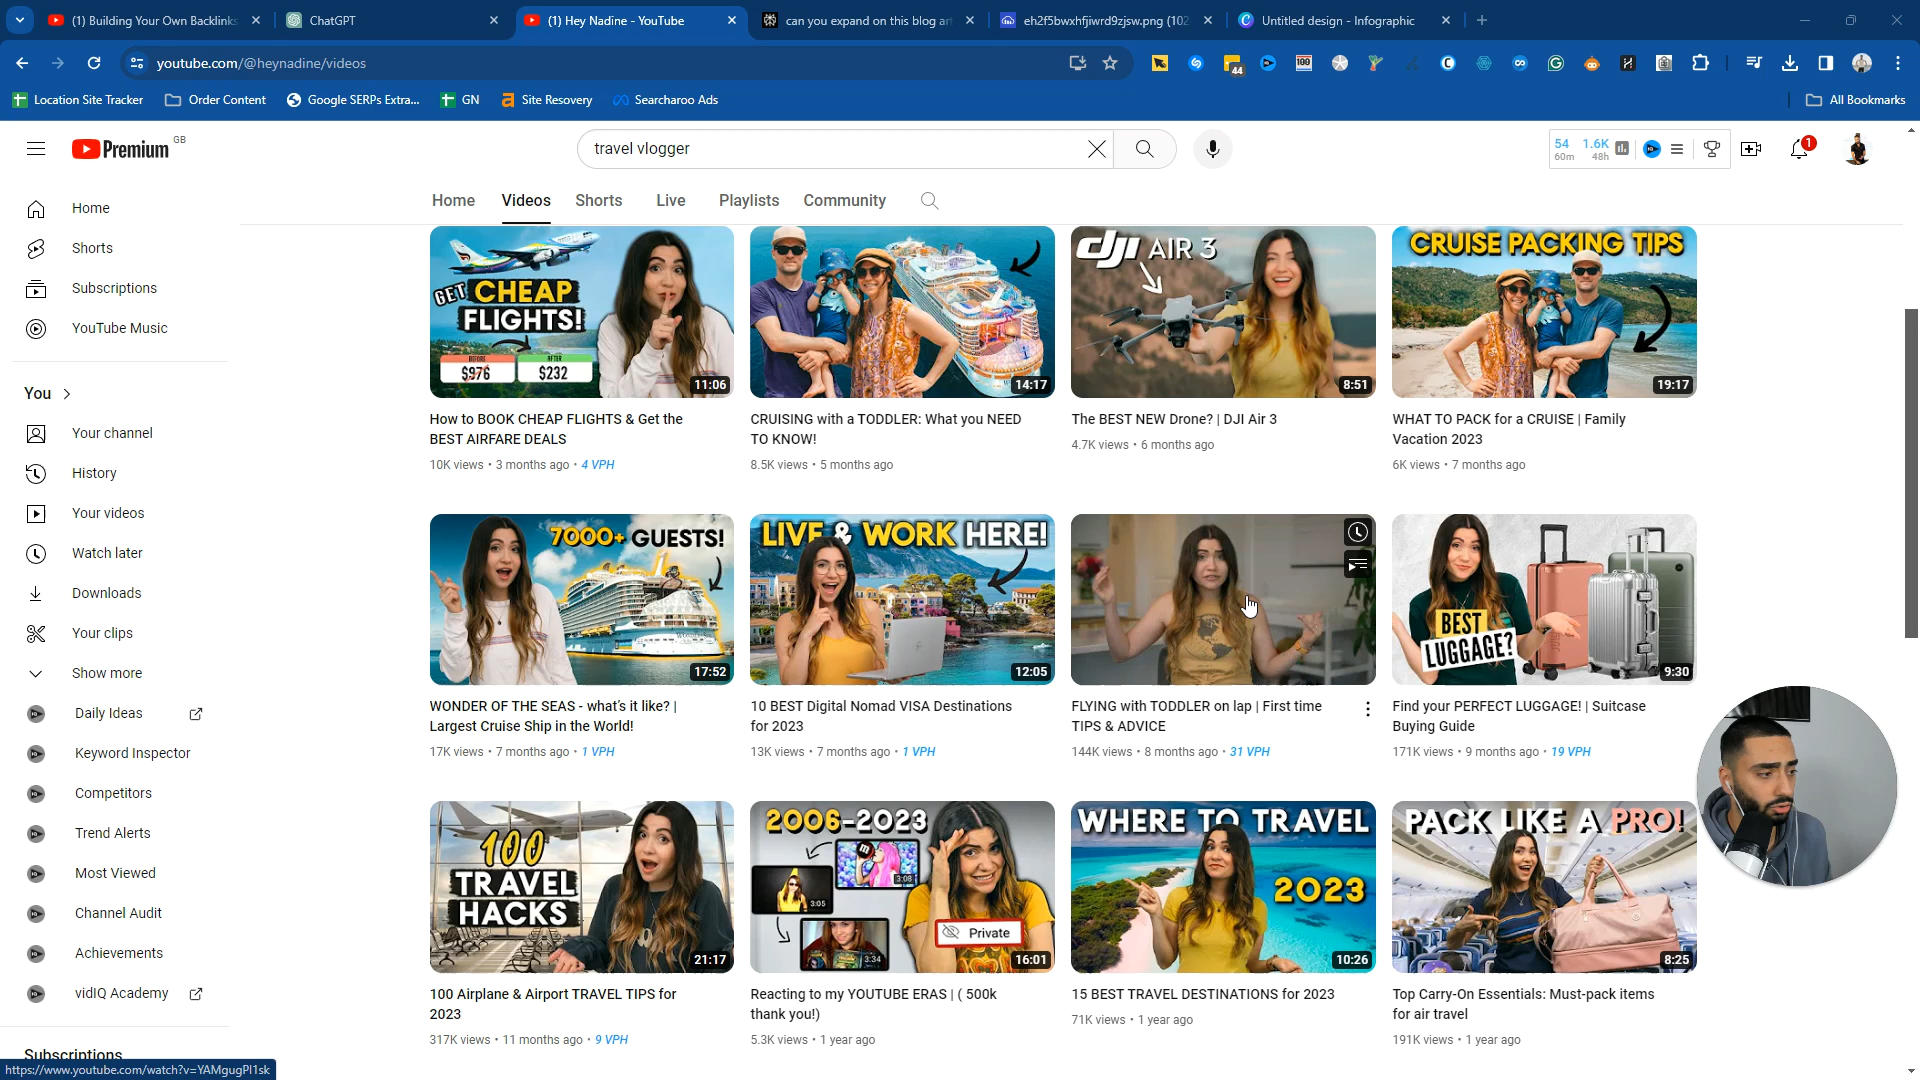 (1) Building Your Own Backlinks
ChatGPT
(1) Hey Nadine - YouTube
can you expand on this blog ar
eh2f5bwxhfjiwrd9zjsw.png (102
Untitled design - Infographic
youtube.com/@heynadine/videos
44
100
Location Site Tracker
Order Content
Google SERPs Extra...
GN
Site Recovery
Searcharoo Ads
All Bookmarks
Premium
GB
travel vlogger
54
60m
1.6K
48h
1
Home
Videos
Shorts
Live
Playlists
Community
Home
Shorts
Subscriptions
YouTube Music
You
Your channel
History
Your videos
Watch later
Downloads
Your clips
Show more
Daily Ideas
Keyword Inspector
Competitors
Trend Alerts
Most Viewed
Channel Audit
Achievements
vidIQ Academy
Subscriptions
https://www.youtube.com/watch?v=YAMgugPl1sk
GET CHEAP
FLIGHTS!
BEFORE
$976
AFTER
$232
11:06
How to BOOK CHEAP FLIGHTS & Get the
BEST AIRFARE DEALS
10K views • 3 months ago • 4 VPH
14:17
CRUISING with a TODDLER: What you NEED
TO KNOW!
8.5K views • 5 months ago
dji AIR 3
8:51
The BEST NEW Drone? | DJI Air 3
4.7K views • 6 months ago
CRUISE PACKING TIPS
19:17
WHAT TO PACK for a CRUISE | Family
Vacation 2023
6K views • 7 months ago
7000+ GUESTS!
17:52
WONDER OF THE SEAS - what's it like? |
Largest Cruise Ship in the World!
17K views • 7 months ago • 1 VPH
LIVE & WORK HERE!
12:05
10 BEST Digital Nomad VISA Destinations
for 2023
13K views • 7 months ago • 1 VPH
FLYING with TODDLER on lap | First time
TIPS & ADVICE
144K views • 8 months ago • 31 VPH
BEST
LUGGAGE?
9:30
Find your PERFECT LUGGAGE! | Suitcase
Buying Guide
171K views • 9 months ago • 19 VPH
100
TRAVEL
HACKS
21:17
100 Airplane & Airport TRAVEL TIPS for
2023
317K views • 11 months ago • 9 VPH
2006-2023
3:08
3:05
3:34
Private
16:01
Reacting to my YOUTUBE ERAS | ( 500k
thank you!)
5.3K views • 1 year ago
WHERE TO TRAVEL
2023
10:26
15 BEST TRAVEL DESTINATIONS for 2023
71K views • 1 year ago
PACK LIKE A PRO!
8:25
Top Carry-On Essentials: Must-pack items
for air travel
191K views • 1 year ago